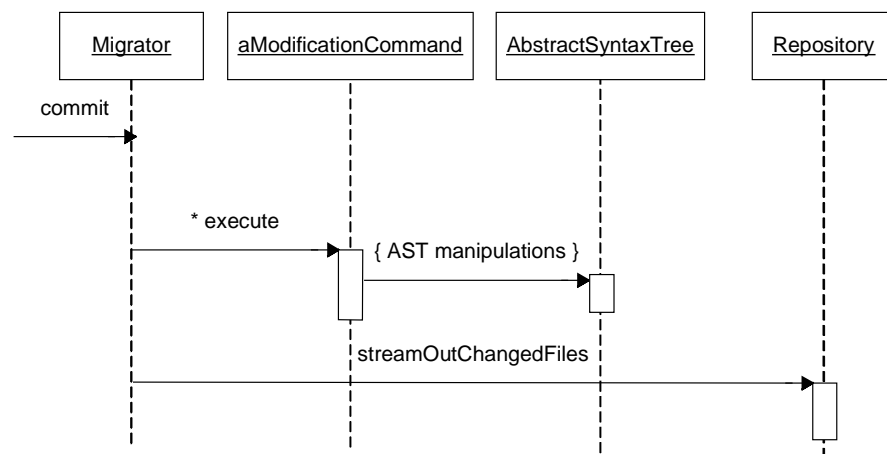 Migrator
aModificationCommand
AbstractSyntaxTree
Repository
commit
* execute
{ AST manipulations }
streamOutChangedFiles